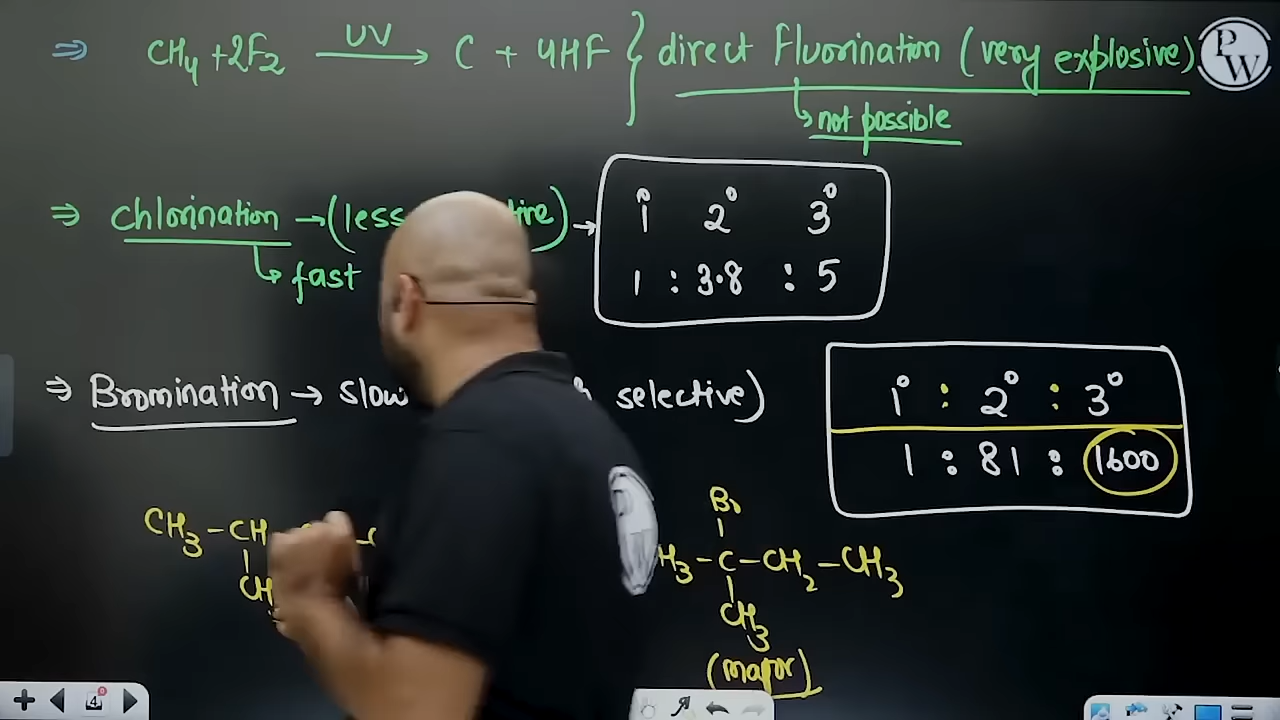 ⇒ CH₄ + 2F₂ —UV→ C + 4HF } direct Fluorination (very explosive)
↳ not possible
PW
⇒ Chlorination → (less
↳ fast
1° 2° 3°
1 : 3.8 : 5
⇒ Bromination → slow selective)
1° : 2° : 3°
1 : 81 : 1600
Br
CH₃ – CH H₃ – C – CH₂ – CH₃
CH CH₃
(major)
4